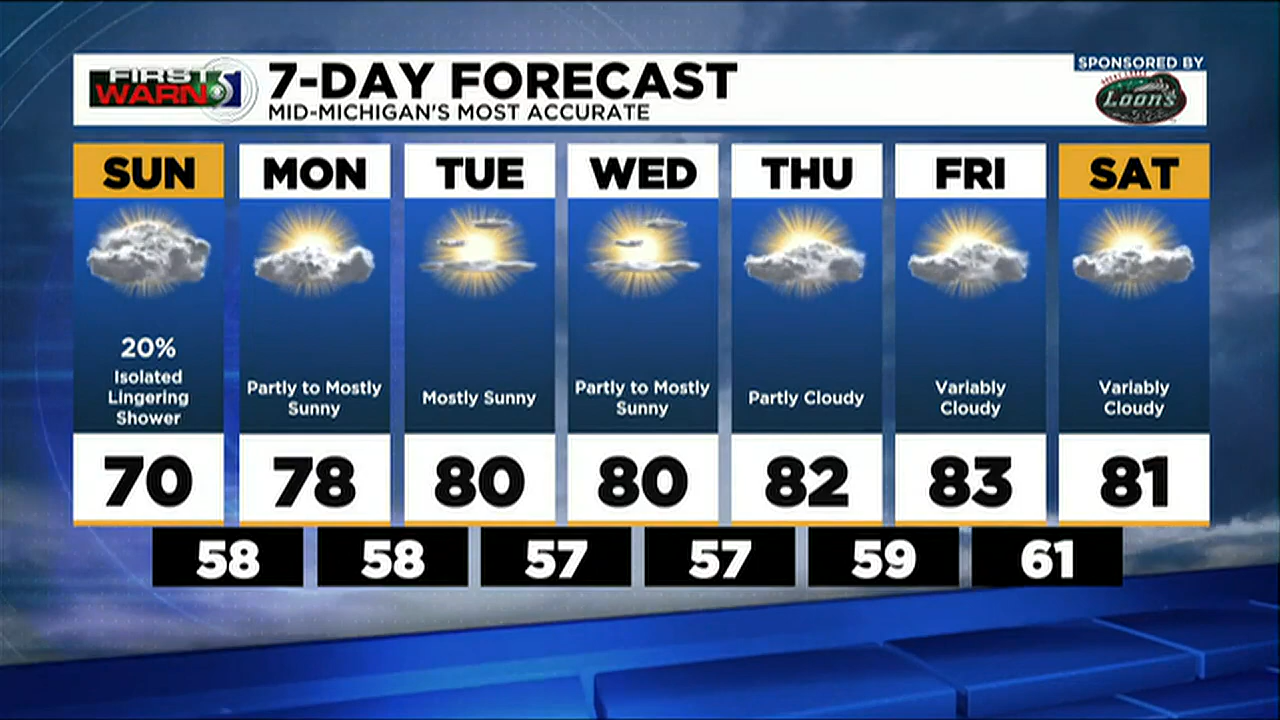 FIRST
WARN 5
7-DAY FORECAST
MID-MICHIGAN'S MOST ACCURATE
SPONSORED BY
Loons
SUN
MON
TUE
WED
THU
FRI
SAT
20%
Isolated
Lingering
Shower
Partly to Mostly
Sunny
Mostly Sunny
Partly to Mostly
Sunny
Partly Cloudy
Variably
Cloudy
Variably
Cloudy
70
78
80
80
82
83
81
58
58
57
57
59
61